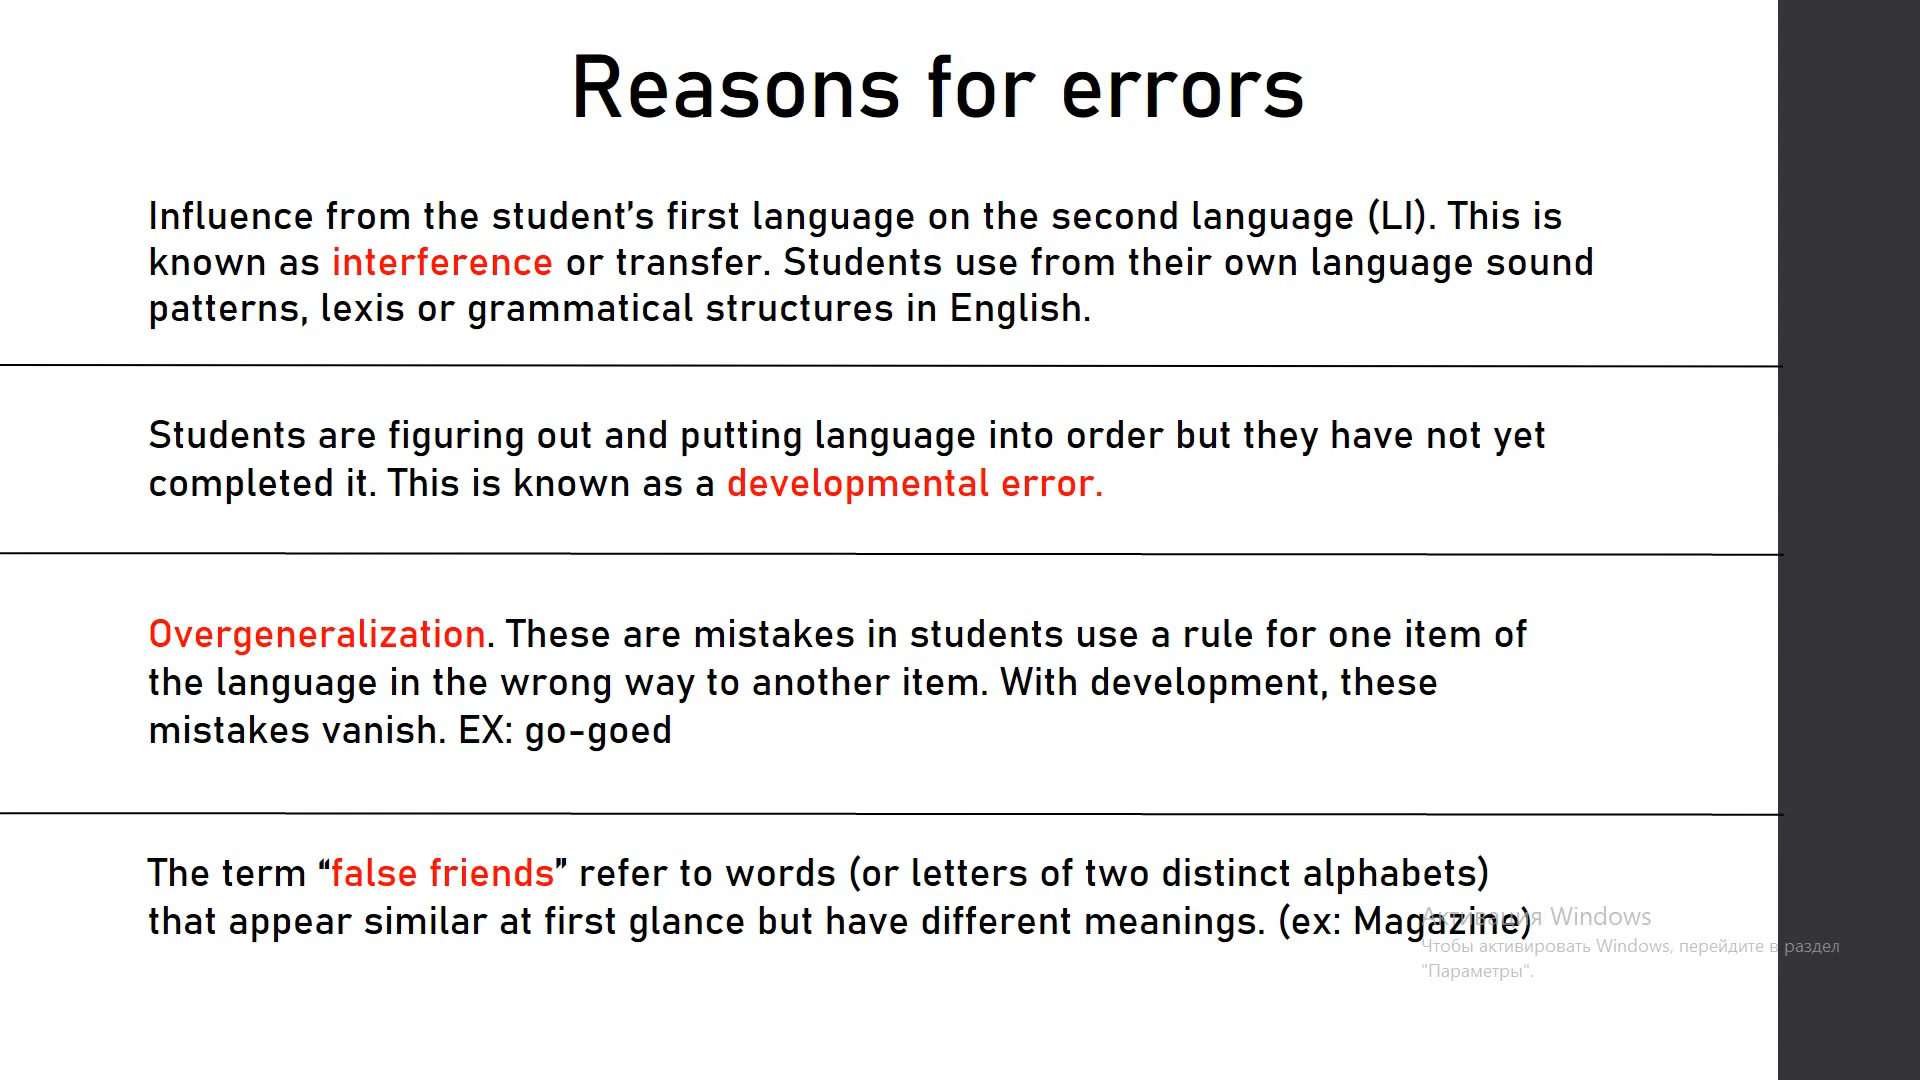 Reasons for errors
Influence from the student’s first language on the second language (LI). This is
known as interference or transfer. Students use from their own language sound
patterns, lexis or grammatical structures in English.
Students are figuring out and putting language into order but they have not yet
completed it. This is known as a developmental error.
Overgeneralization. These are mistakes in students use a rule for one item of
the language in the wrong way to another item. With development, these
mistakes vanish. EX: go-goed
The term “false friends” refer to words (or letters of two distinct alphabets)
that appear similar at first glance but have different meanings. (ex: Magazine)
Активация Windows
Чтобы активировать Windows, перейдите в раздел
"Параметры".